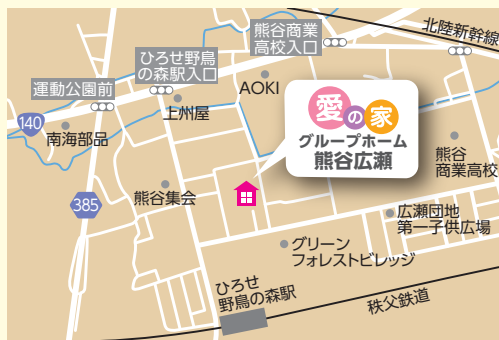 熊谷商業
高校入口
北陸新幹線
ひろせ野鳥
の森駅入口
運動公園前
AOKI
上州屋
140
南海部品
愛の家
グループホーム
熊谷広瀬
熊谷
商業高校
熊谷集会
385
広瀬団地
第一子供広場
グリーン
フォレストビレッジ
ひろせ
野鳥の森駅
秩父鉄道